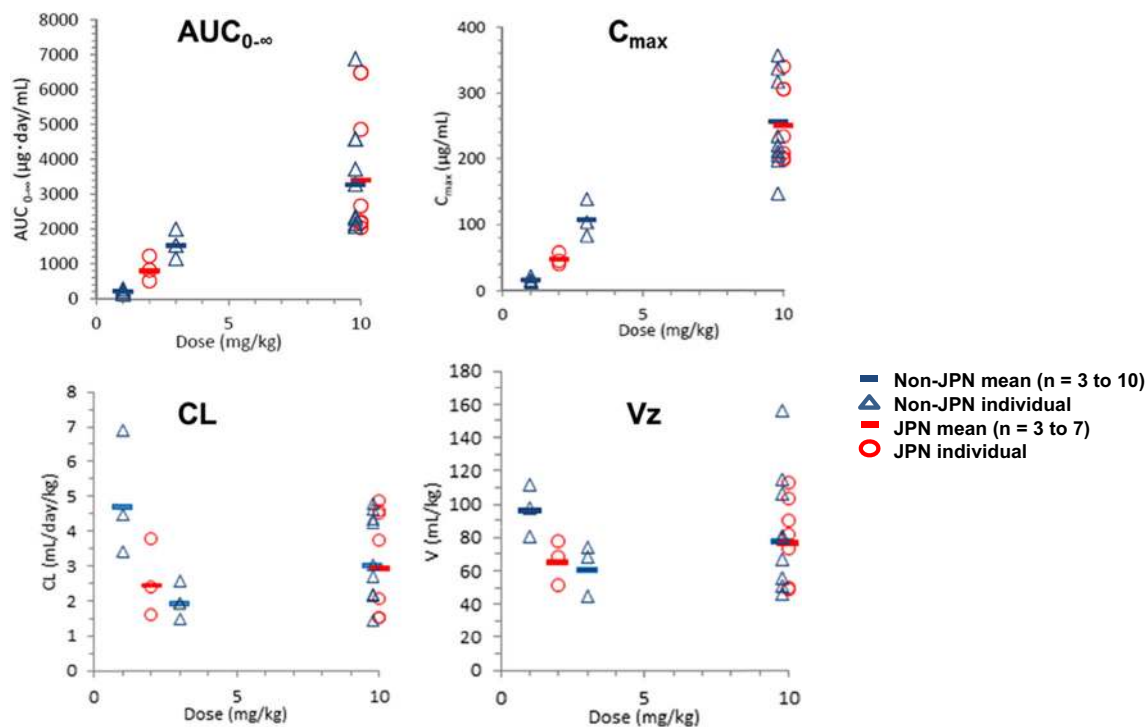 AUC0-∞
AUC 0-∞ (µg·day/mL)
8000
7000
6000
5000
4000
3000
2000
1000
0
0 5 10
Dose (mg/kg)
Cmax
Cmax (µg/mL)
400
300
200
100
0
0 5 10
Dose (mg/kg)
CL
CL (mL/day/kg)
8
7
6
5
4
3
2
1
0
0 5 10
Dose (mg/kg)
Vz
V (mL/kg)
180
160
140
120
100
80
60
40
20
0
0 5 10
Dose (mg/kg)
Non-JPN mean (n = 3 to 10)
Non-JPN individual
JPN mean (n = 3 to 7)
JPN individual